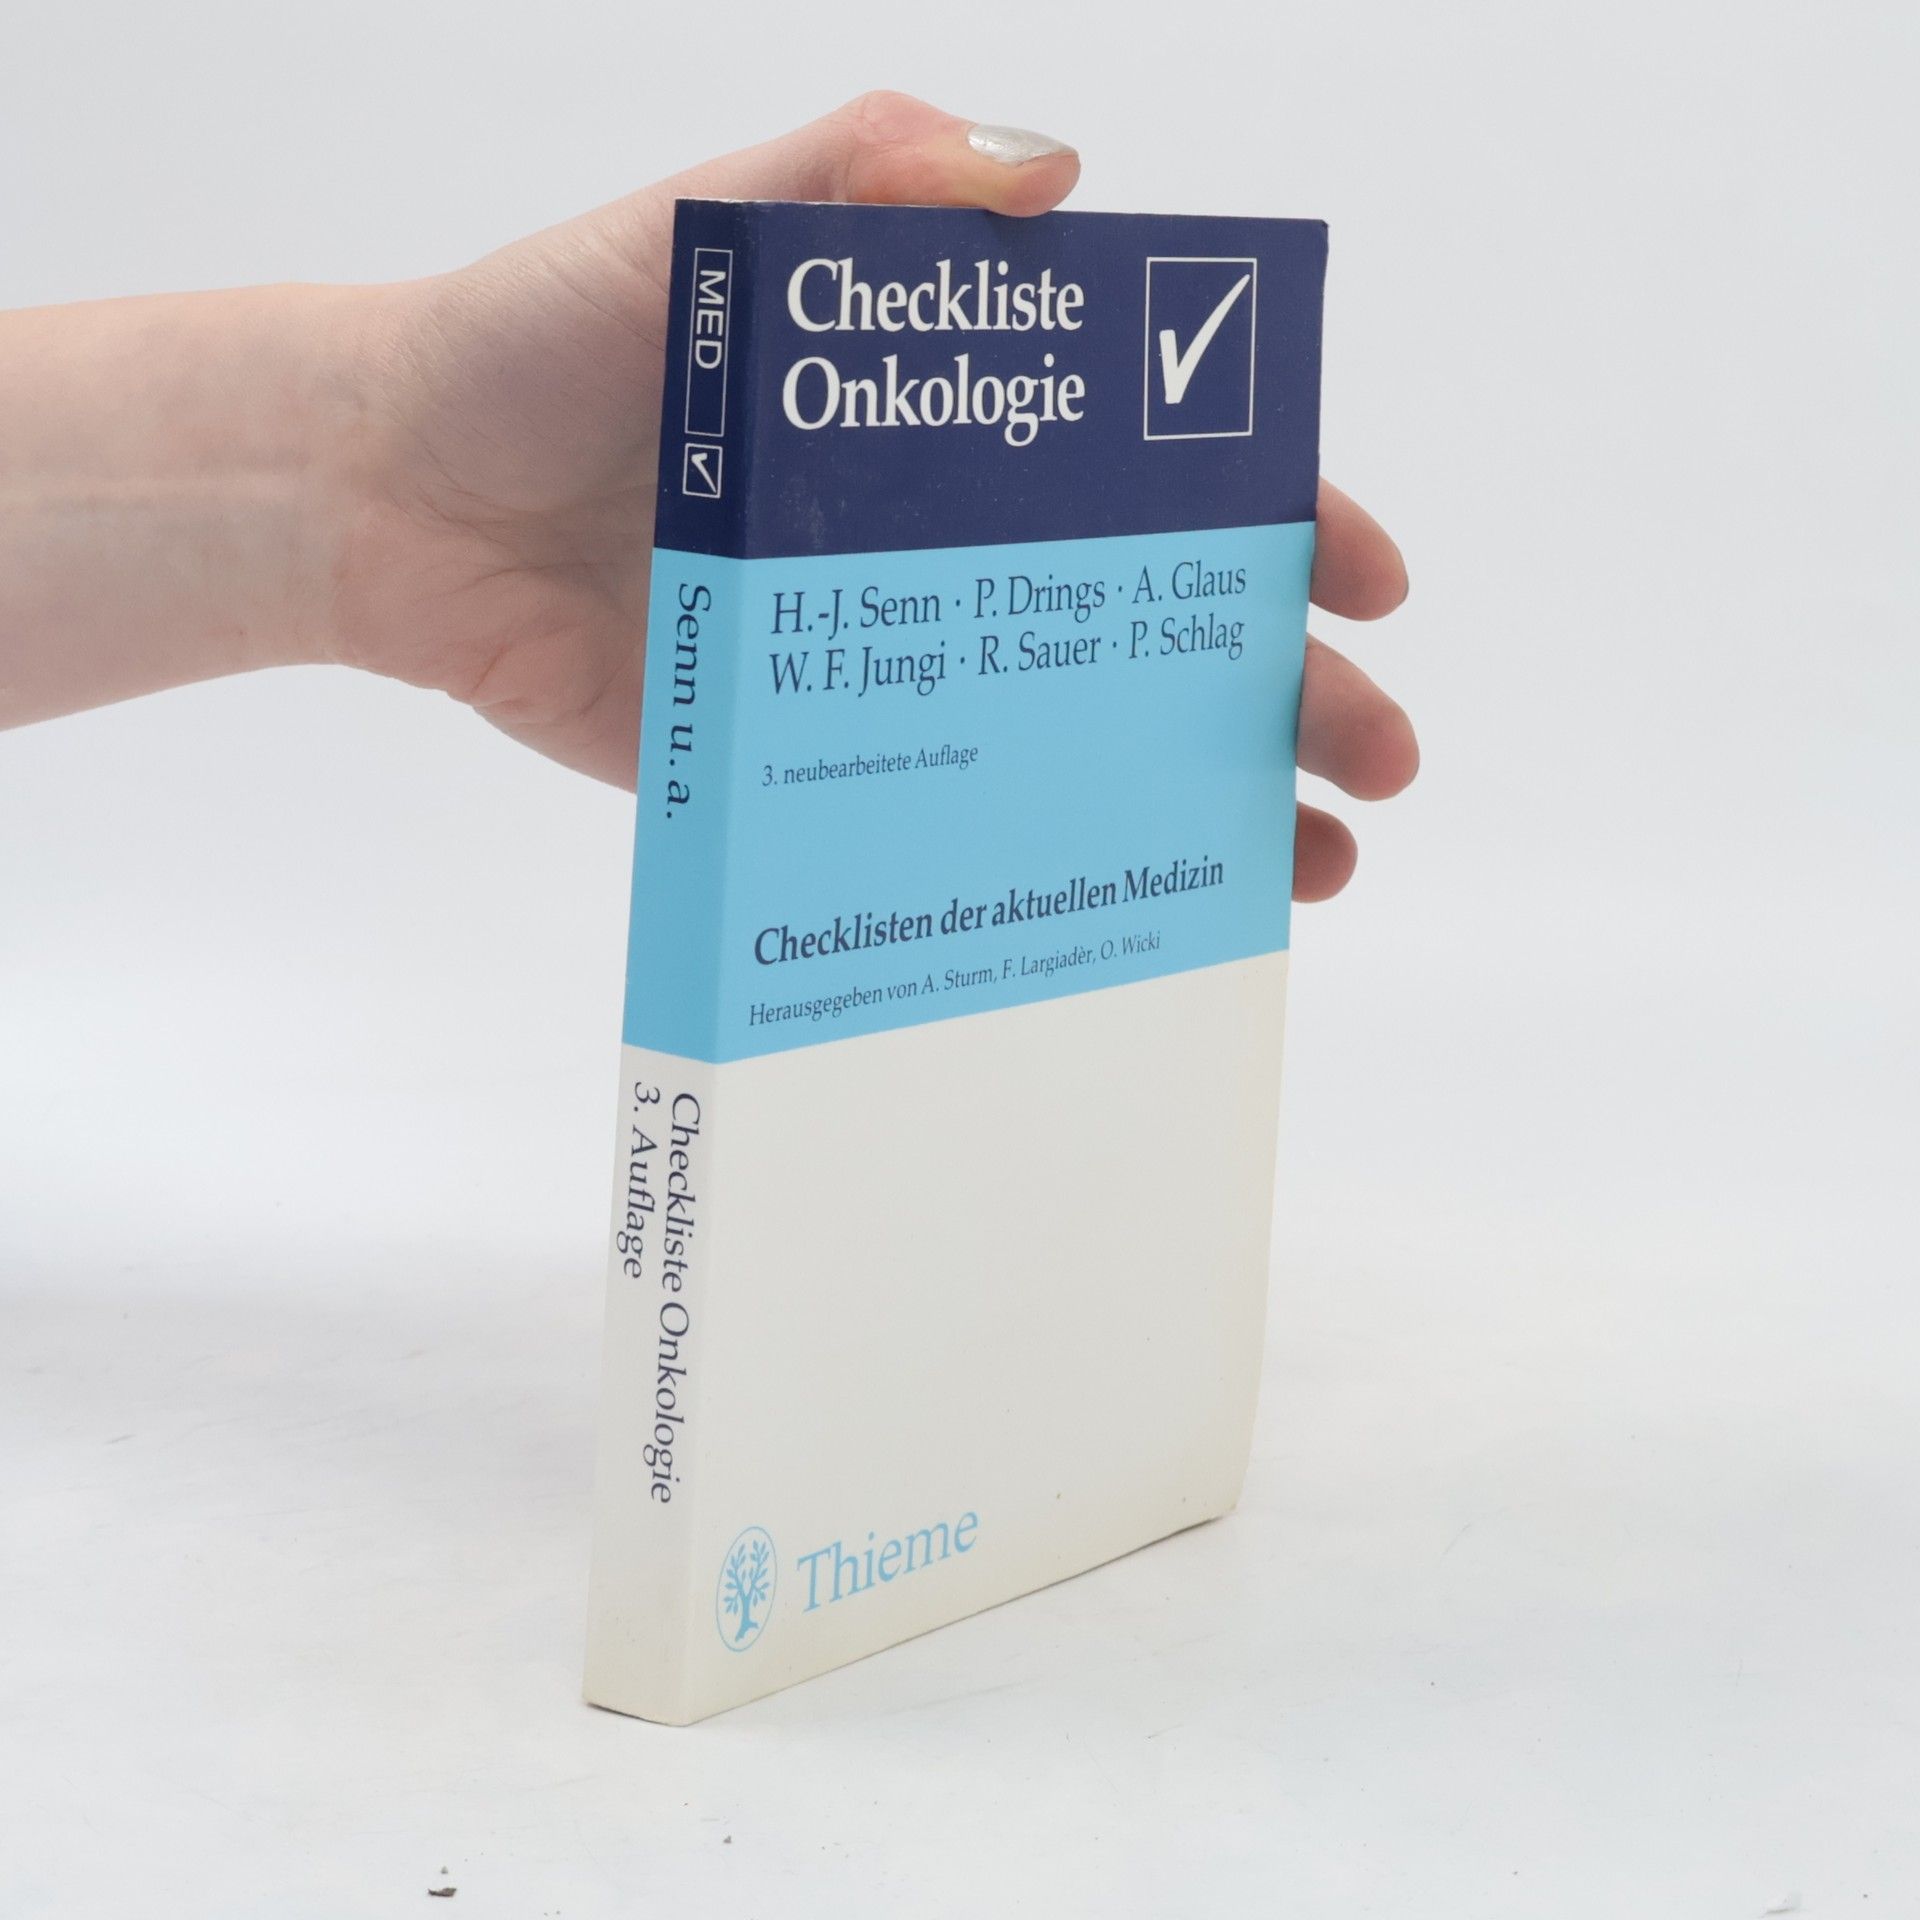 MED
Senn u. a.
Checkliste Onkologie
3. Auflage
Checkliste
Onkologie
H.-J. Senn · P. Drings · A. Glaus
W. F. Jungi · R. Sauer · P. Schlag
3. neubearbeitete Auflage
Checklisten der aktuellen Medizin
Herausgegeben von A. Sturm, F. Largiadèr, O. Wicki
Thieme